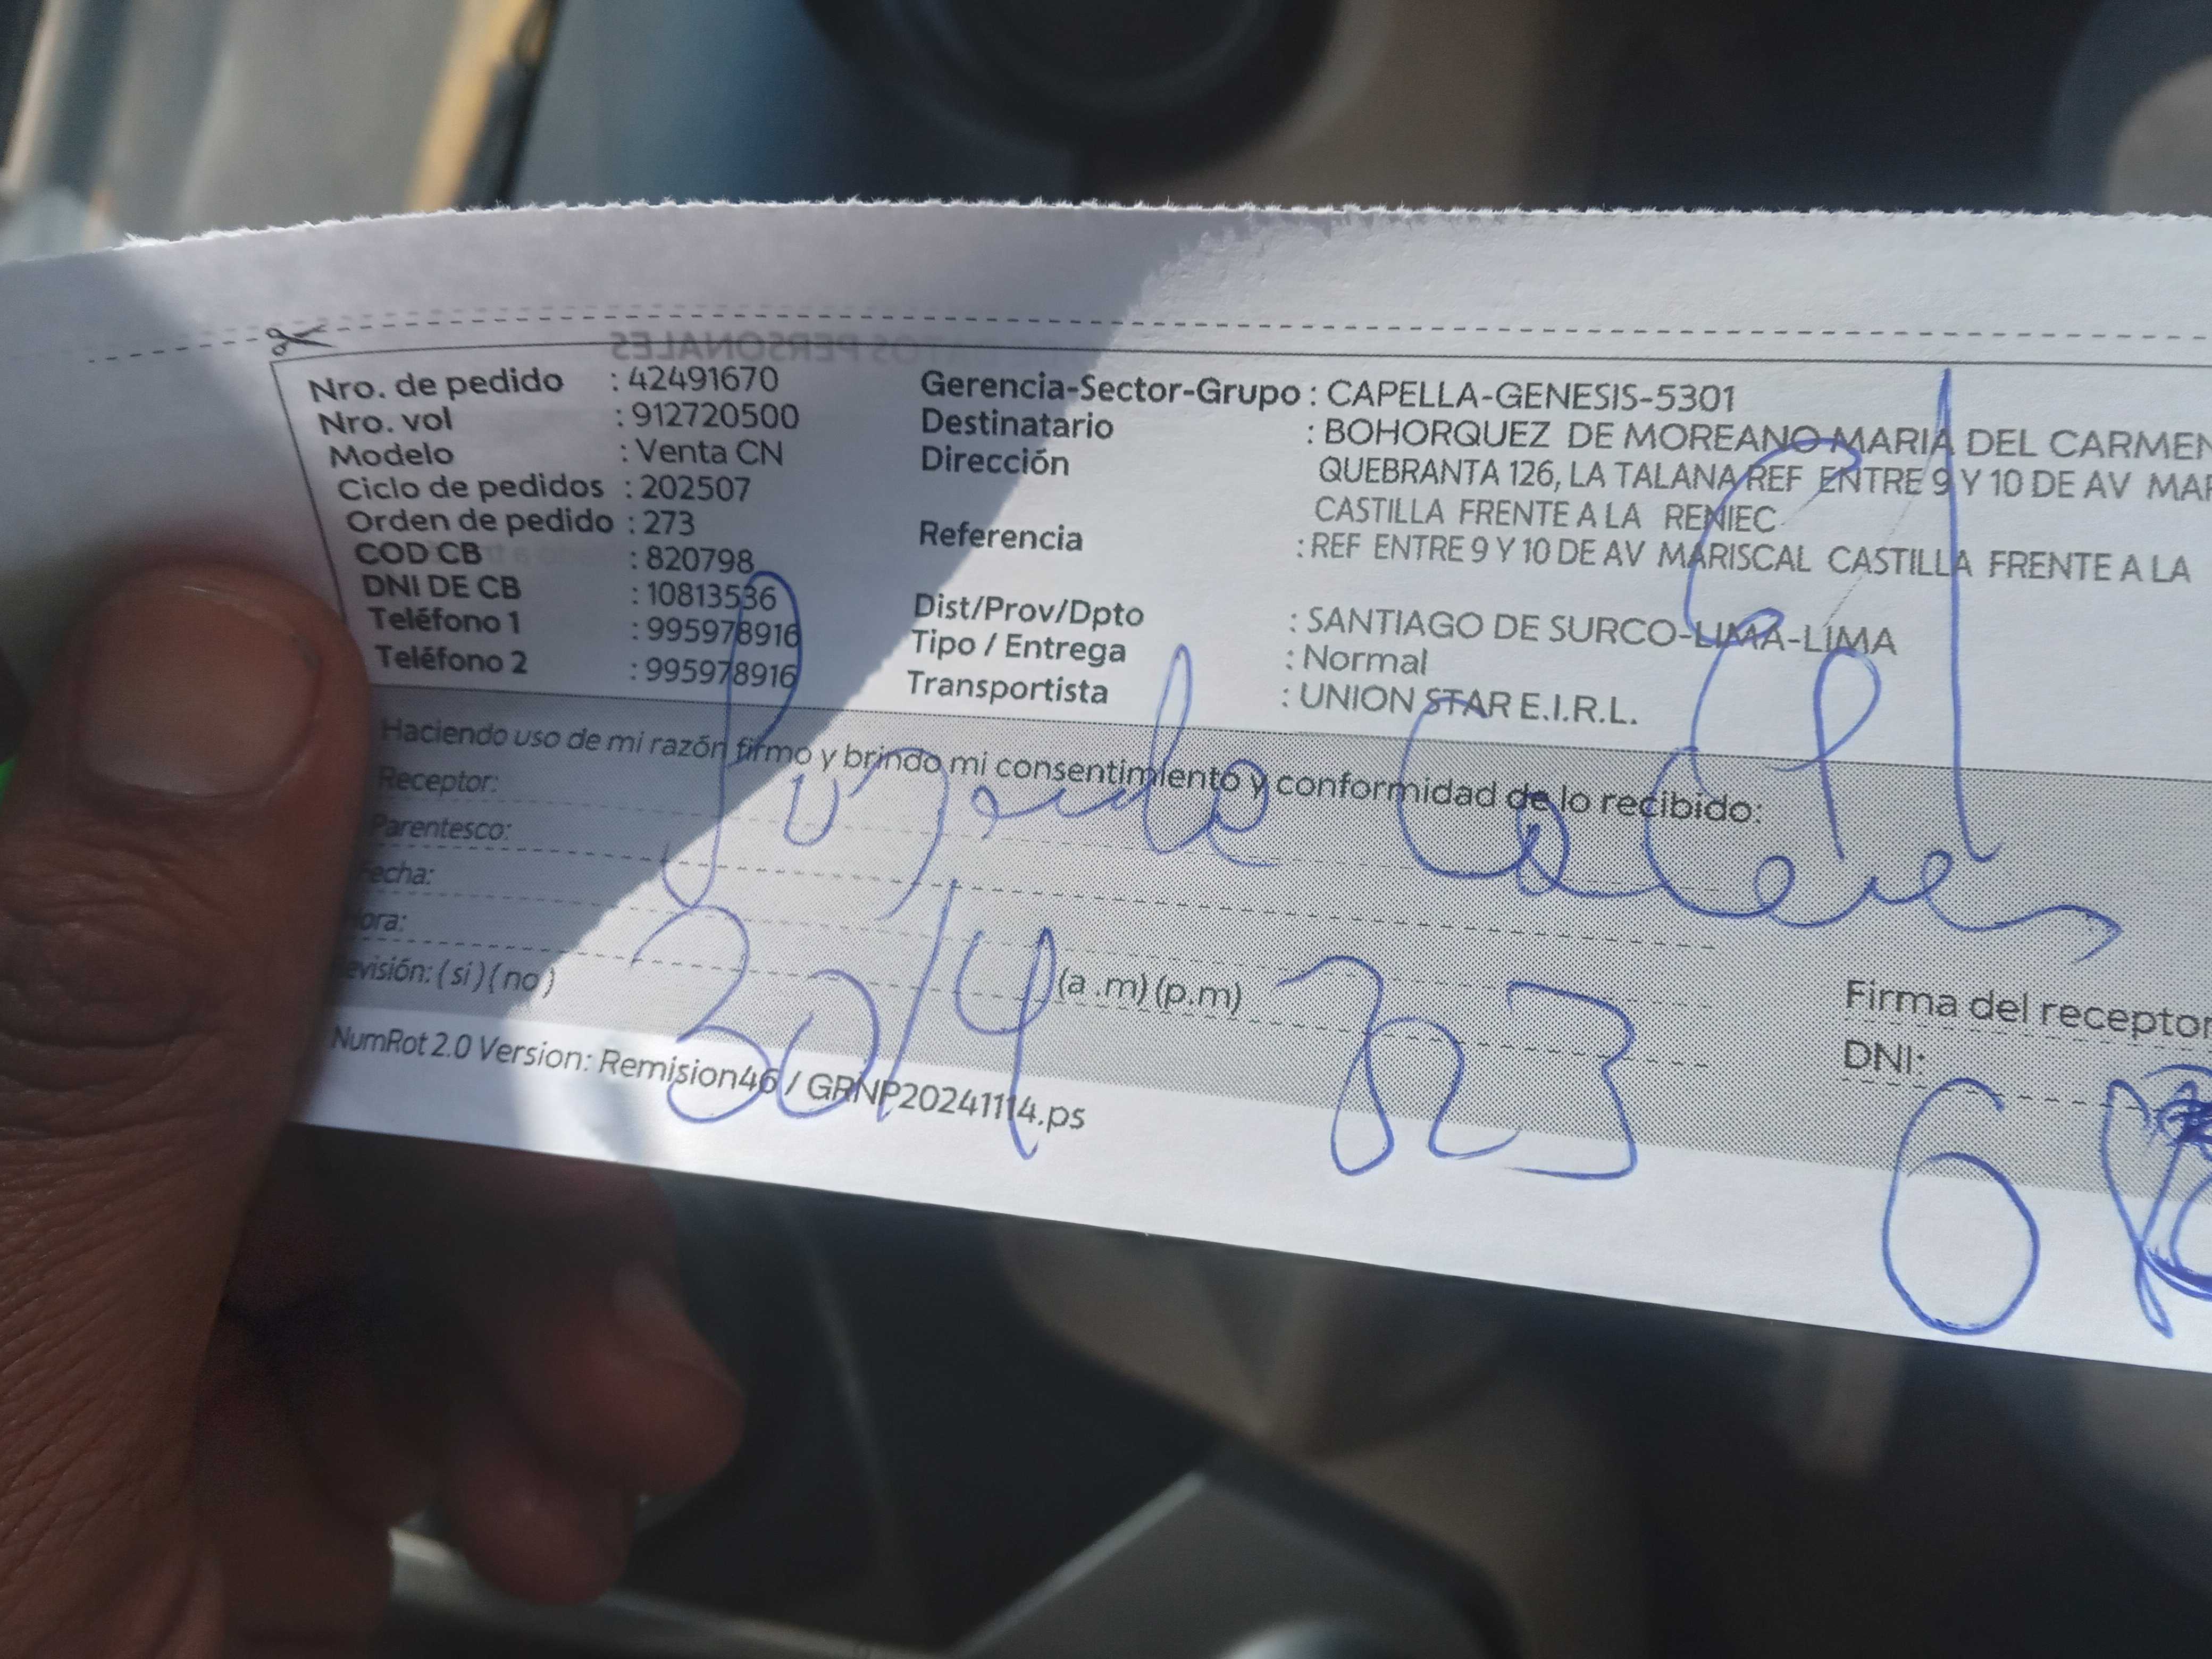 Nro. de pedido : 42491670
Nro. vol : 912720500
Modelo : Venta CN
Ciclo de pedidos : 202507
Orden de pedido : 273
COD CB : 820798
DNI DE CB : 10813536
Teléfono 1 : 995978916
Teléfono 2 : 995978916
Gerencia-Sector-Grupo : CAPELLA-GENESIS-5301
Destinatario : BOHORQUEZ DE MOREANO MARIA DEL CARMEN
Dirección QUEBRANTA 126, LA TALANA REF ENTRE 9 Y 10 DE AV MAR
CASTILLA FRENTE A LA RENIEC
Referencia : REF ENTRE 9 Y 10 DE AV MARISCAL CASTILLA FRENTE A LA
Dist/Prov/Dpto : SANTIAGO DE SURCO-LIMA-LIMA
Tipo / Entrega : Normal
Transportista : UNION STAR E.I.R.L.
Haciendo uso de mi razón firmo y brindo mi consentimiento y conformidad de lo recibido:
Receptor:
Parentesco:
Fecha:
Hora:
evisión: ( si ) ( no )
30/4
(a .m) (p.m)
823
Firma del receptor
DNI:
6
NumRot 2.0 Version: Remision46 / GRNP20241114.ps